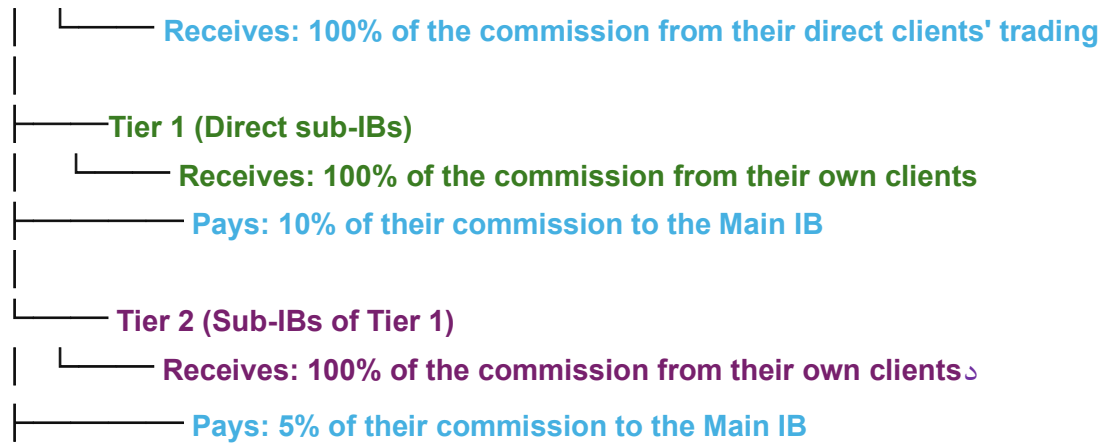 Receives: 100% of the commission from their direct clients' trading
Tier 1 (Direct sub-IBs)
Receives: 100% of the commission from their own clients
Pays: 10% of their commission to the Main IB
Tier 2 (Sub-IBs of Tier 1)
Receives: 100% of the commission from their own clientsد
Pays: 5% of their commission to the Main IB